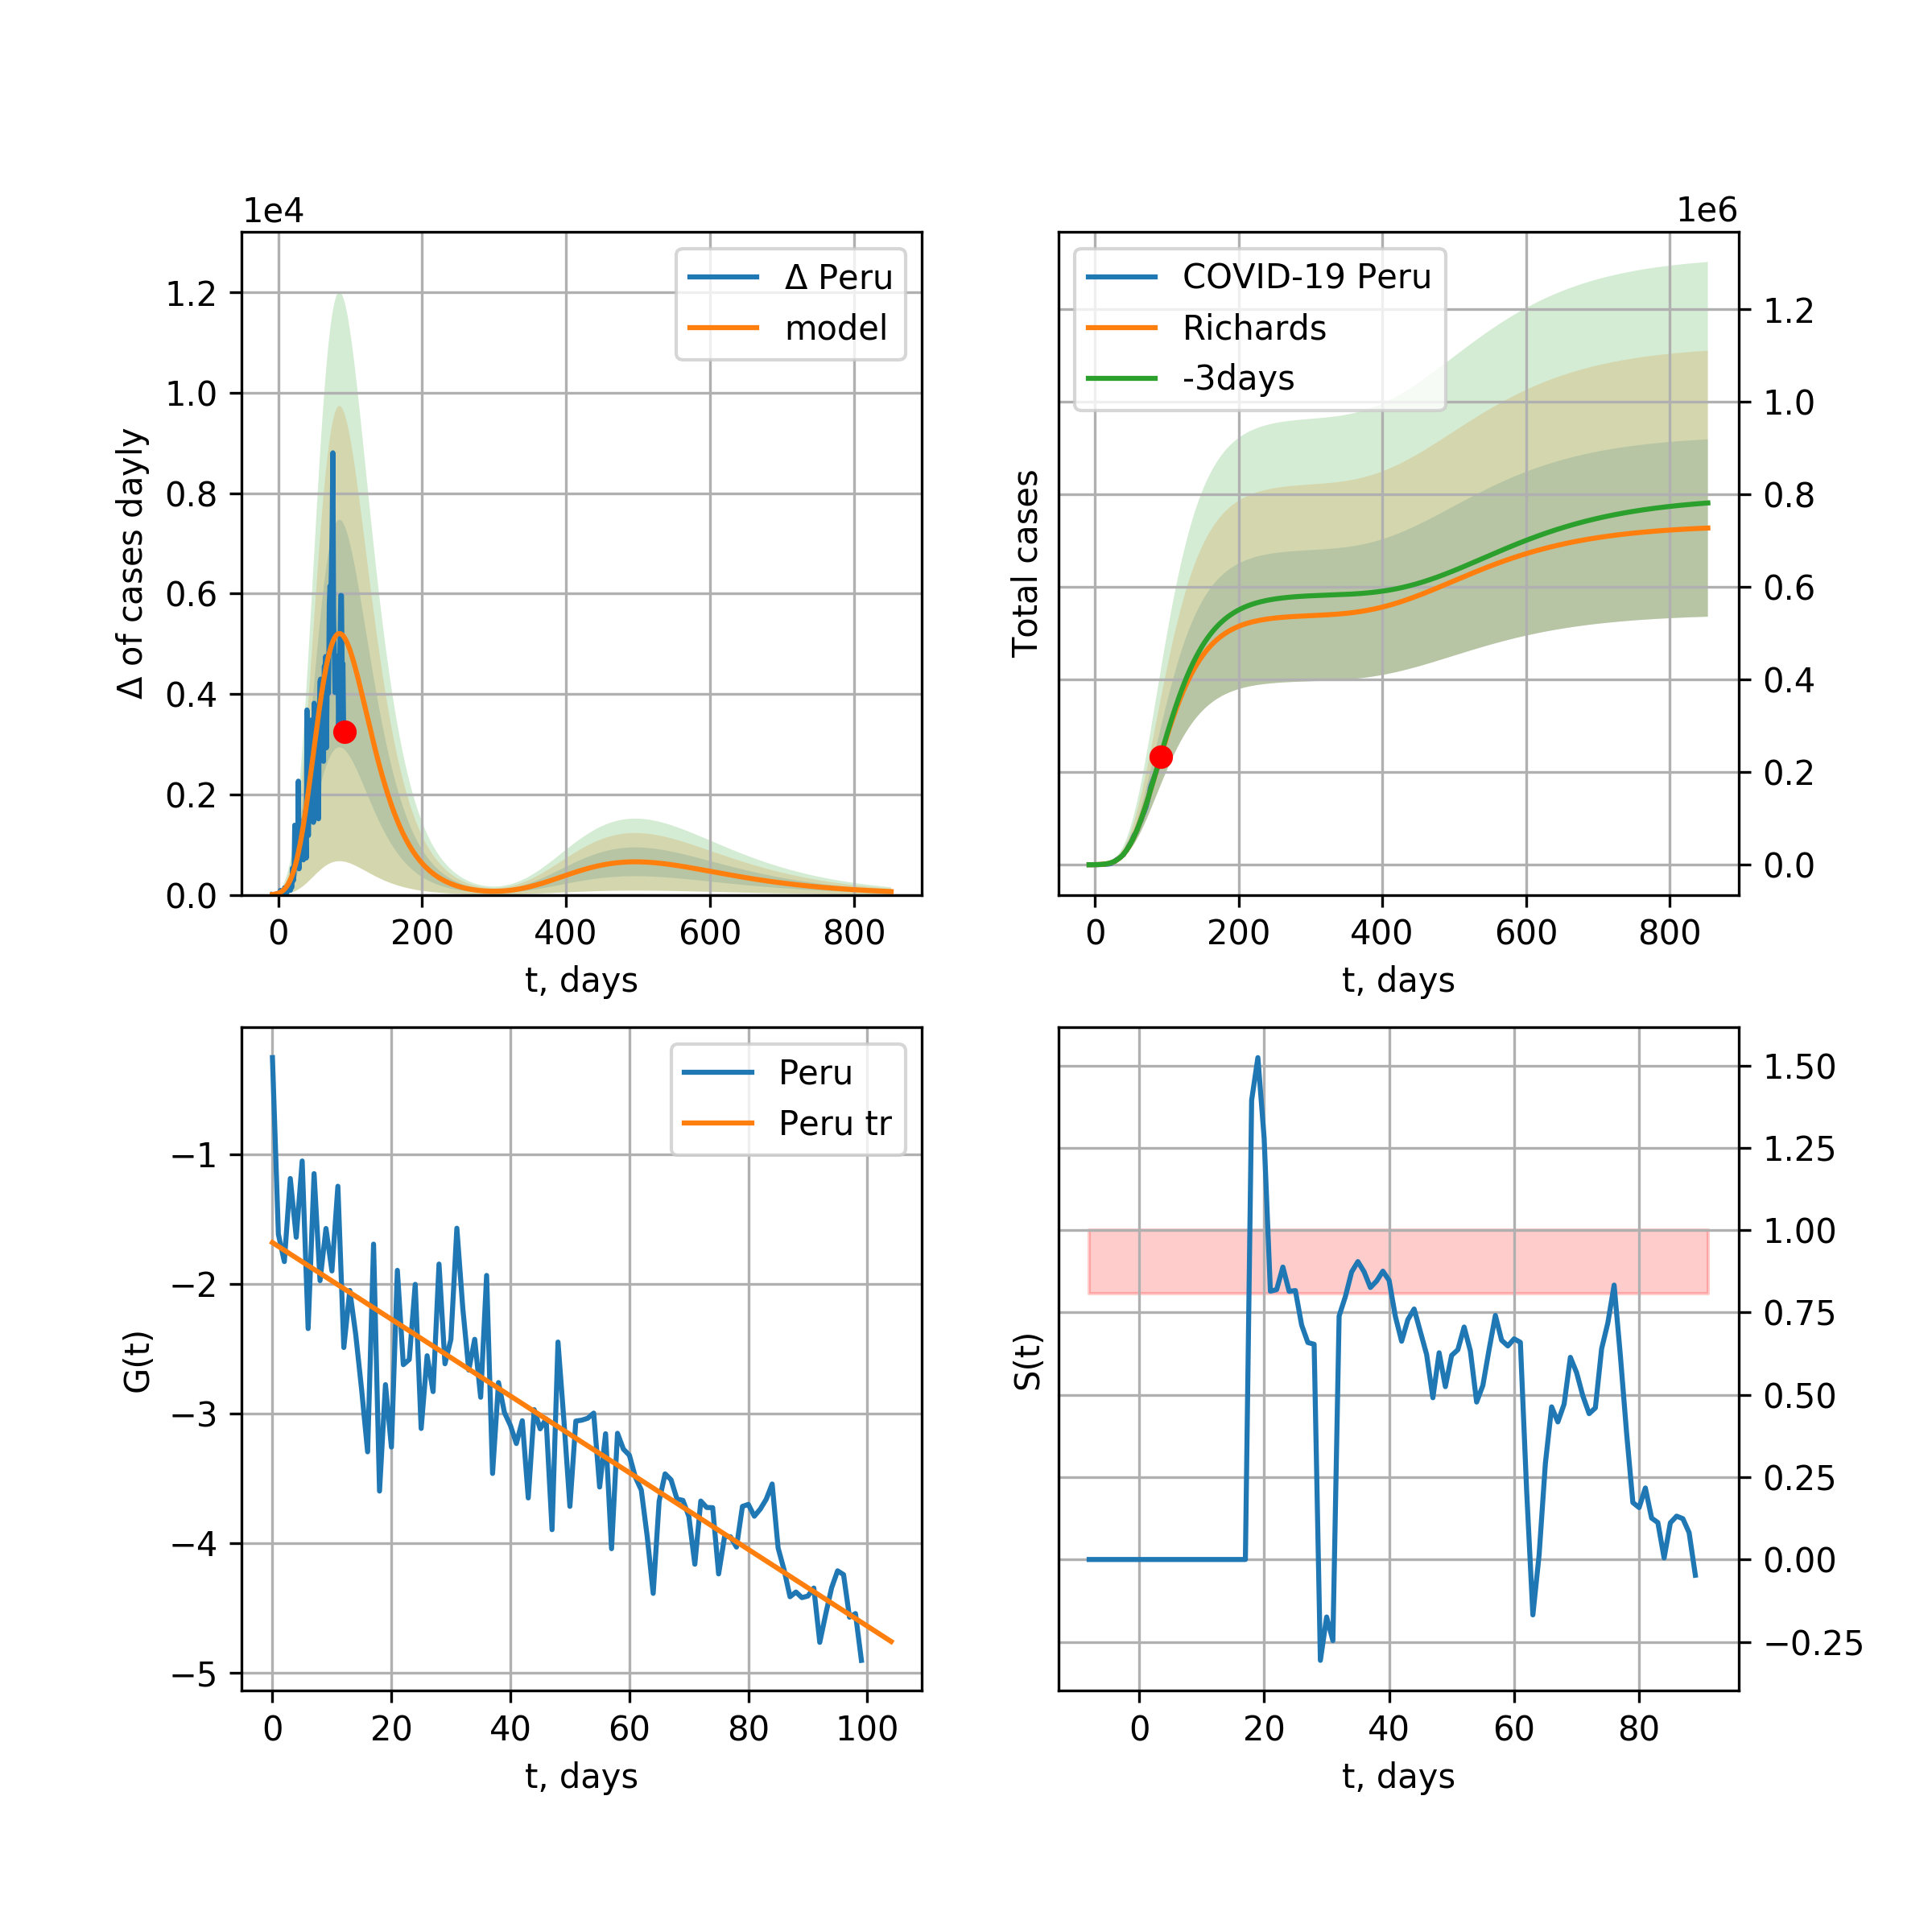 1e4
Δ Peru
model
1.2
1.0
0.8
0.6
0.4
0.2
0.0
Δ of cases dayly
0 200 400 600 800
t, days
1e6
COVID-19 Peru
Richards
-3days
1.2
1.0
0.8
0.6
0.4
0.2
0.0
Total cases
0 200 400 600 800
t, days
Peru
Peru tr
−1
−2
−3
−4
−5
G(t)
0 20 40 60 80 100
t, days
1.50
1.25
1.00
0.75
0.50
0.25
0.00
−0.25
S(t)
0 20 40 60 80
t, days